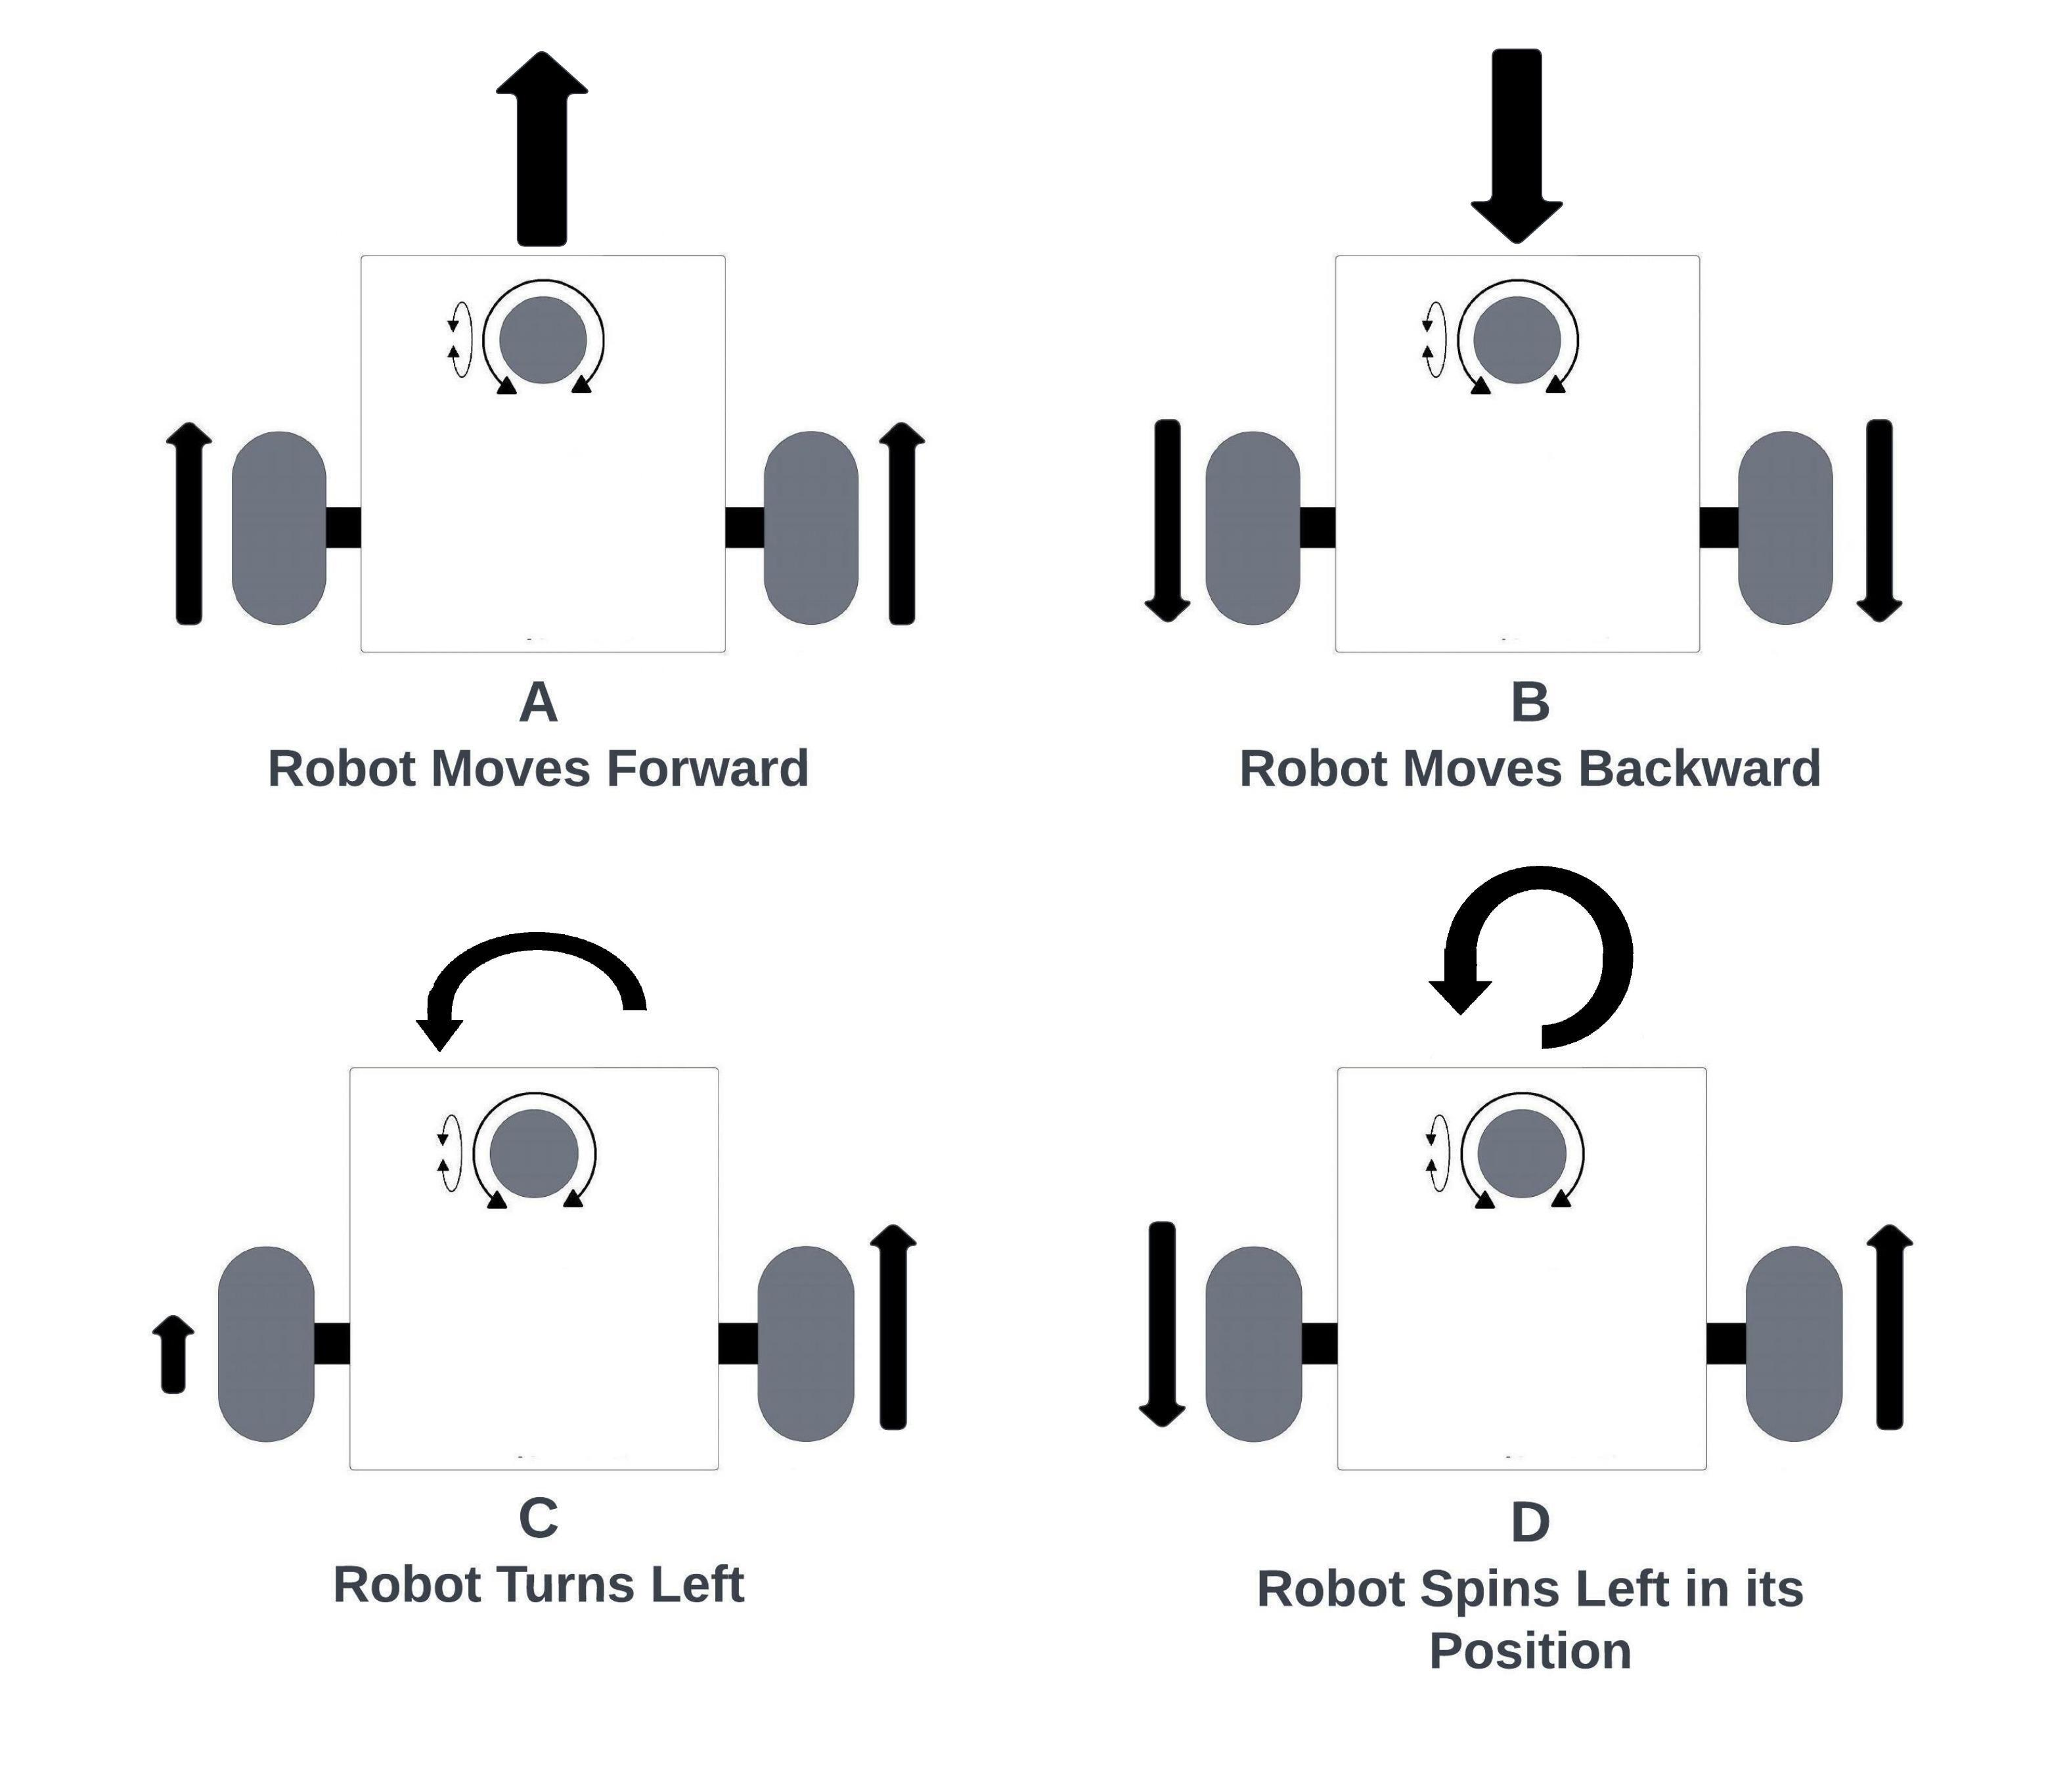 A
Robot Moves Forward
B
Robot Moves Backward
C
Robot Turns Left
D
Robot Spins Left in its
Position